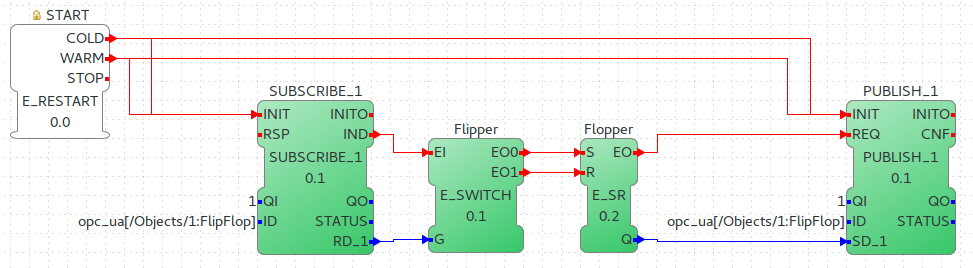 START
COLD
WARM
STOP
E_RESTART
0.0
SUBSCRIBE_1
INIT INITO
RSP IND
SUBSCRIBE_1
0.1
1 QI QO
opc_ua[/Objects/1:FlipFlop] ID STATUS
RD_1
Flipper
EI EO0
EO1
E_SWITCH
0.1
G
Flopper
S EO
R
E_SR
0.2
Q
PUBLISH_1
INIT INITO
REQ CNF
PUBLISH_1
0.1
1 QI QO
opc_ua[/Objects/1:FlipFlop] ID STATUS
SD_1